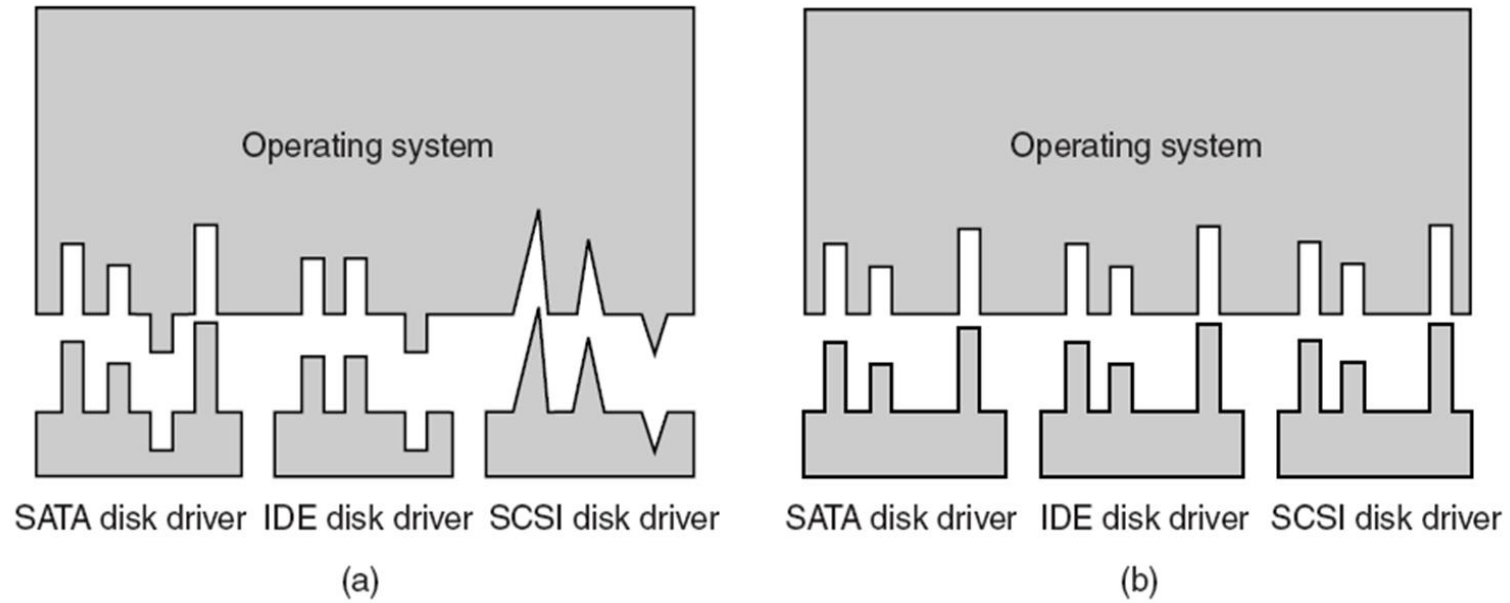 Operating system
Operating system
SATA disk driver IDE disk driver SCSI disk driver
SATA disk driver IDE disk driver SCSI disk driver
(a)
(b)